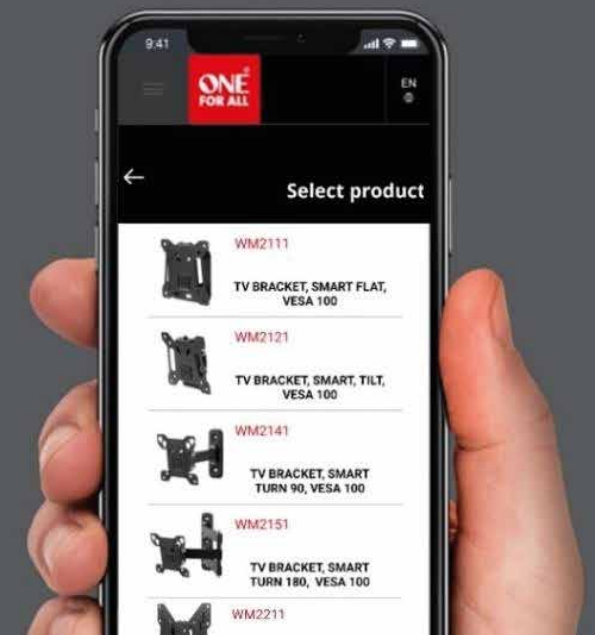 9:41
ONE
FOR ALL
EN
Select product
WM2111
TV BRACKET, SMART FLAT,
VESA 100
WM2121
TV BRACKET, SMART, TILT,
VESA 100
WM2141
TV BRACKET, SMART
TURN 90, VESA 100
WM2151
TV BRACKET, SMART
TURN 180, VESA 100
WM2211